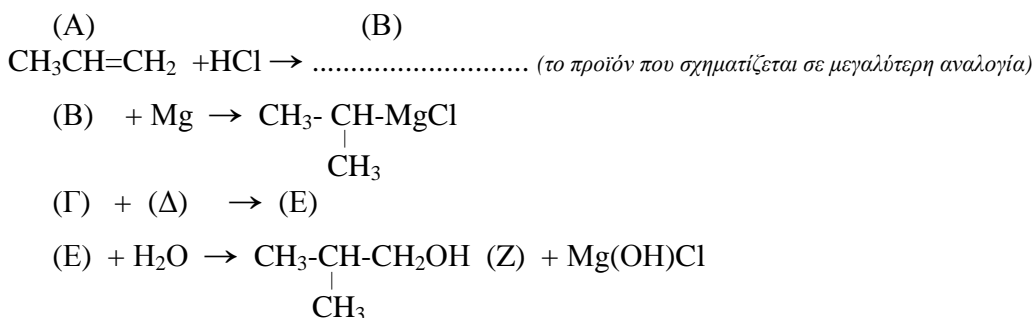 (Α) (Β)
CH₃CH=CH₂ +HCl → ............................ (το προϊόν που σχηματίζεται σε μεγαλύτερη αναλογία)
(Β) + Mg → CH₃- CH-MgCl
|
CH₃
(Γ) + (Δ) → (Ε)
(Ε) + H₂O → CH₃-CH-CH₂OH (Ζ) + Mg(OH)Cl
|
CH₃